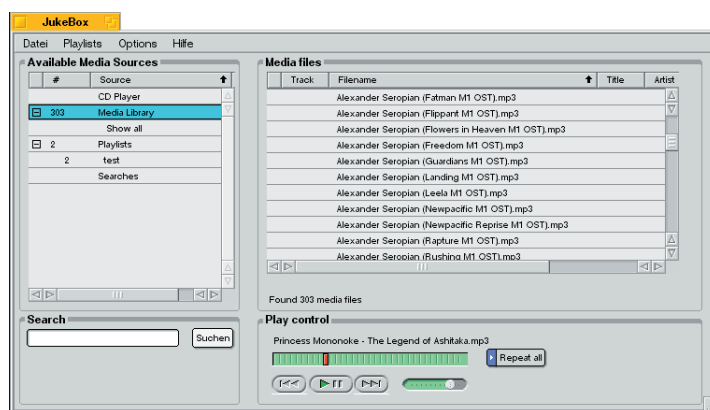 JukeBox
Datei Playlists Options Hilfe
Available Media Sources
# Source
CD Player
303 Media Library
Show all
2 Playlists
2 test
Searches
Search
Suchen
Media files
Track Filename Title Artist
Alexander Seropian (Fatman M1 OST).mp3
Alexander Seropian (Flippant M1 OST).mp3
Alexander Seropian (Flowers in Heaven M1 OST).mp3
Alexander Seropian (Freedom M1 OST).mp3
Alexander Seropian (Guardians M1 OST).mp3
Alexander Seropian (Landing M1 OST).mp3
Alexander Seropian (Leela M1 OST).mp3
Alexander Seropian (Newpacific M1 OST).mp3
Alexander Seropian (Newpacific Reprise M1 OST).mp3
Alexander Seropian (Rapture M1 OST).mp3
Alexander Seropian (Rushing M1 OST).mp3
Found 303 media files
Play control
Princess Mononoke - The Legend of Ashitaka.mp3
Repeat all